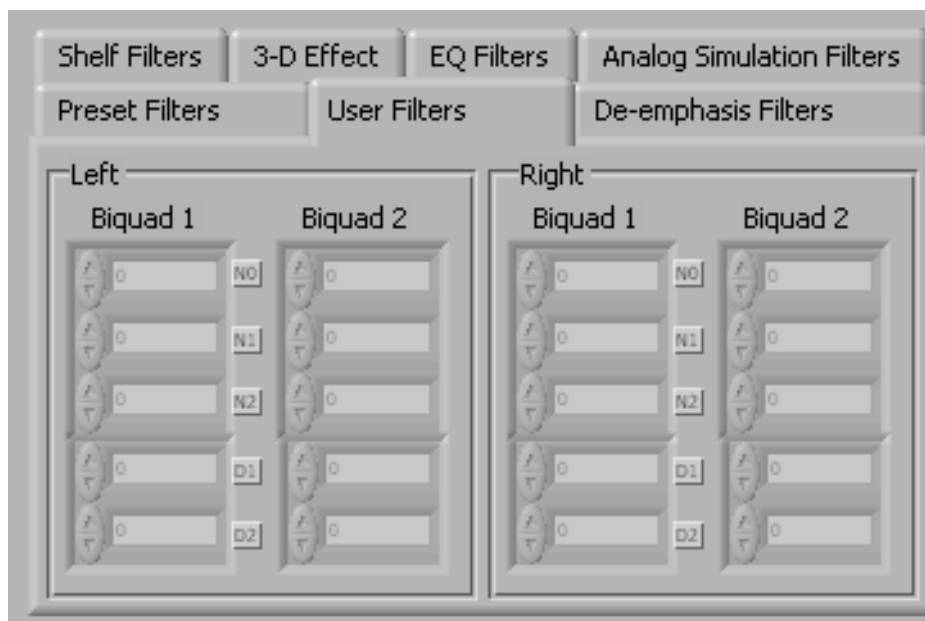 Shelf Filters 3-D Effect EQ Filters Analog Simulation Filters
Preset Filters User Filters De-emphasis Filters
Left Right
Biquad 1 Biquad 2 Biquad 1 Biquad 2
0 N0 0 0 N0 0
0 N1 0 0 N1 0
0 N2 0 0 N2 0
0 D1 0 0 D1 0
0 D2 0 0 D2 0